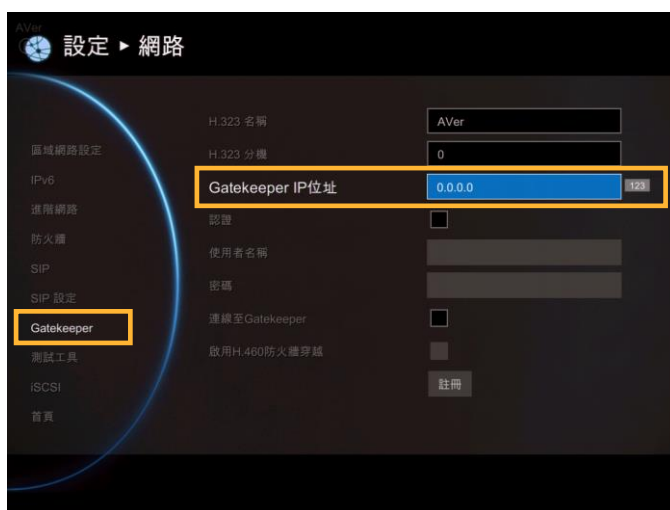 AVer
設定 ► 網路
H.323 名稱 AVer
區域網路設定
H.323 分機 0
IPv6
Gatekeeper IP位址 0.0.0.0 123
進階網路
認證
防火牆
使用者名稱
SIP
密碼
SIP 設定
連線至Gatekeeper
Gatekeeper
啟用H.460防火牆穿越
測試工具
註冊
iSCSI
首頁